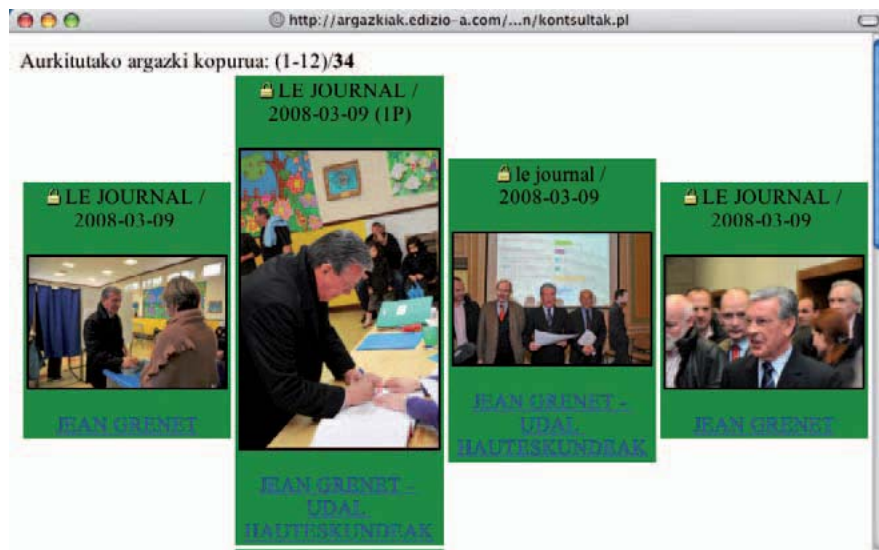 http://argazkiak.edizio-a.com/...n/kontsultak.pl
Aurkitutako argazki kopurua: (1-12)/34
LE JOURNAL /
2008-03-09
JEAN GRENET
LE JOURNAL /
2008-03-09 (1P)
JEAN GRENET -
UDAL
HAUTESKUNDEAK
le journal /
2008-03-09
JEAN GRENET -
UDAL
HAUTESKUNDEAK
LE JOURNAL /
2008-03-09
JEAN GRENET